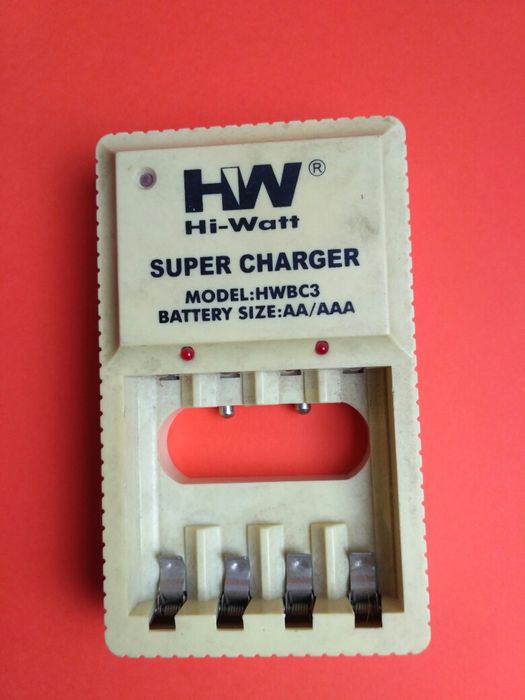 HW®
Hi-Watt
SUPER CHARGER
MODEL:HWBC3
BATTERY SIZE:AA/AAA